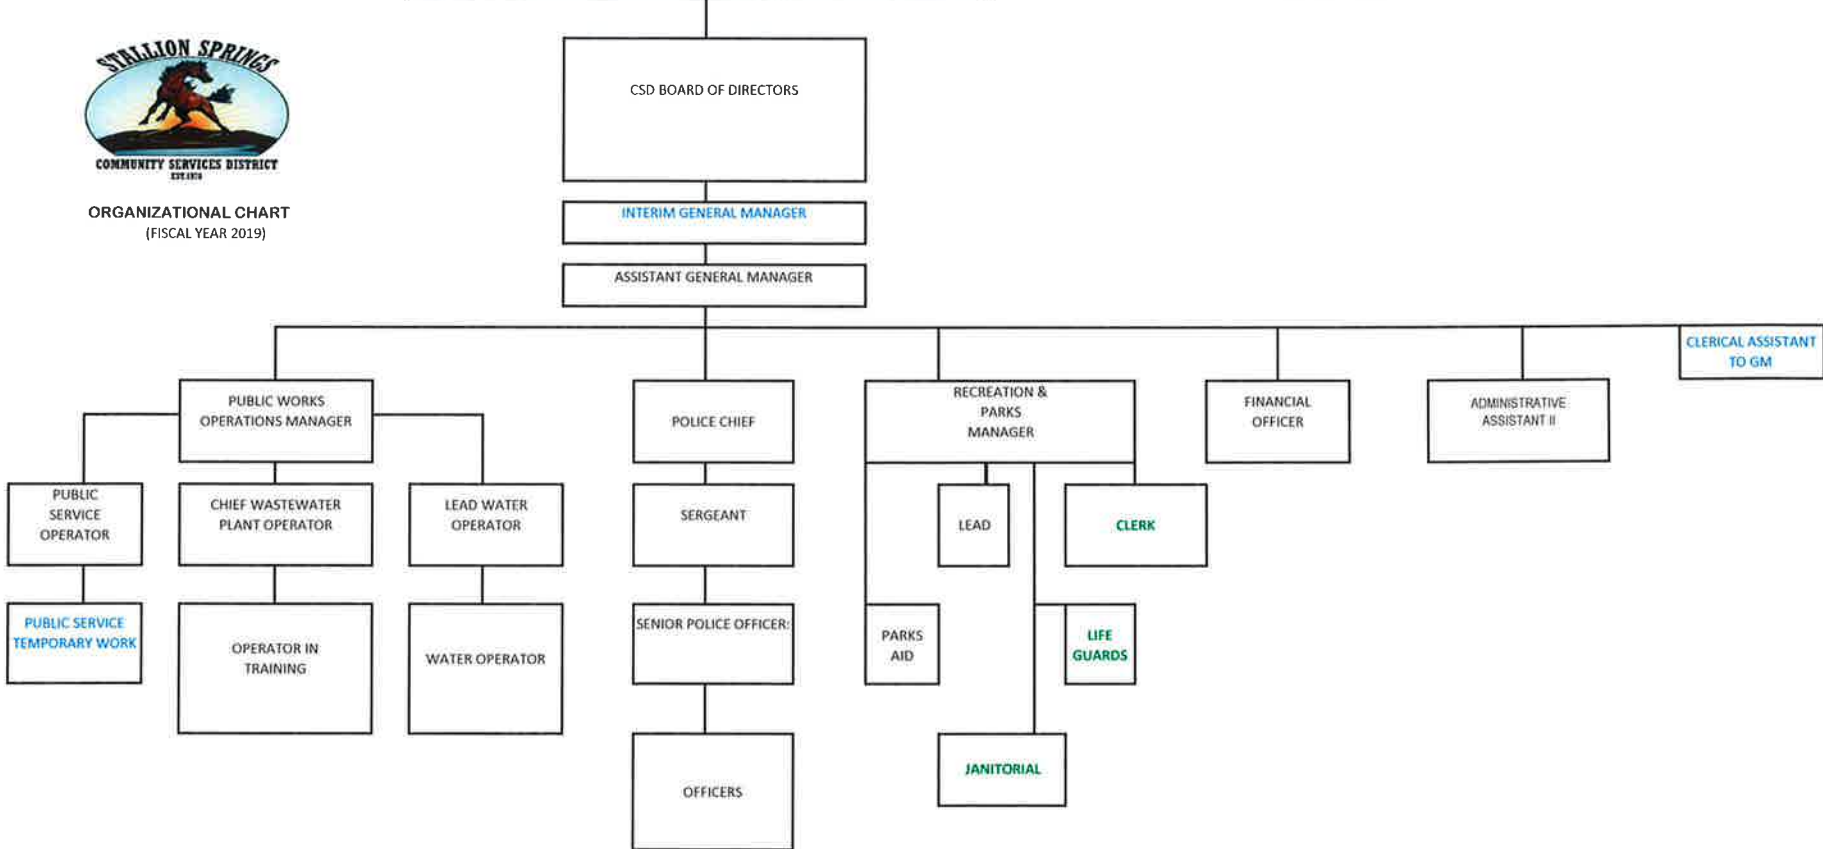 STALLION SPRINGS
COMMUNITY SERVICES DISTRICT
ORGANIZATIONAL CHART
(FISCAL YEAR 2019)
CSD BOARD OF DIRECTORS
INTERIM GENERAL MANAGER
ASSISTANT GENERAL MANAGER
CLERICAL ASSISTANT
TO GM
PUBLIC WORKS
OPERATIONS MANAGER
POLICE CHIEF
RECREATION &
PARKS
MANAGER
FINANCIAL
OFFICER
ADMINISTRATIVE
ASSISTANT II
PUBLIC
SERVICE
OPERATOR
CHIEF WASTEWATER
PLANT OPERATOR
LEAD WATER
OPERATOR
SERGEANT
LEAD
CLERK
PUBLIC SERVICE
TEMPORARY WORK
OPERATOR IN
TRAINING
WATER OPERATOR
SENIOR POLICE OFFICER:
PARKS
AID
LIFE
GUARDS
OFFICERS
JANITORIAL